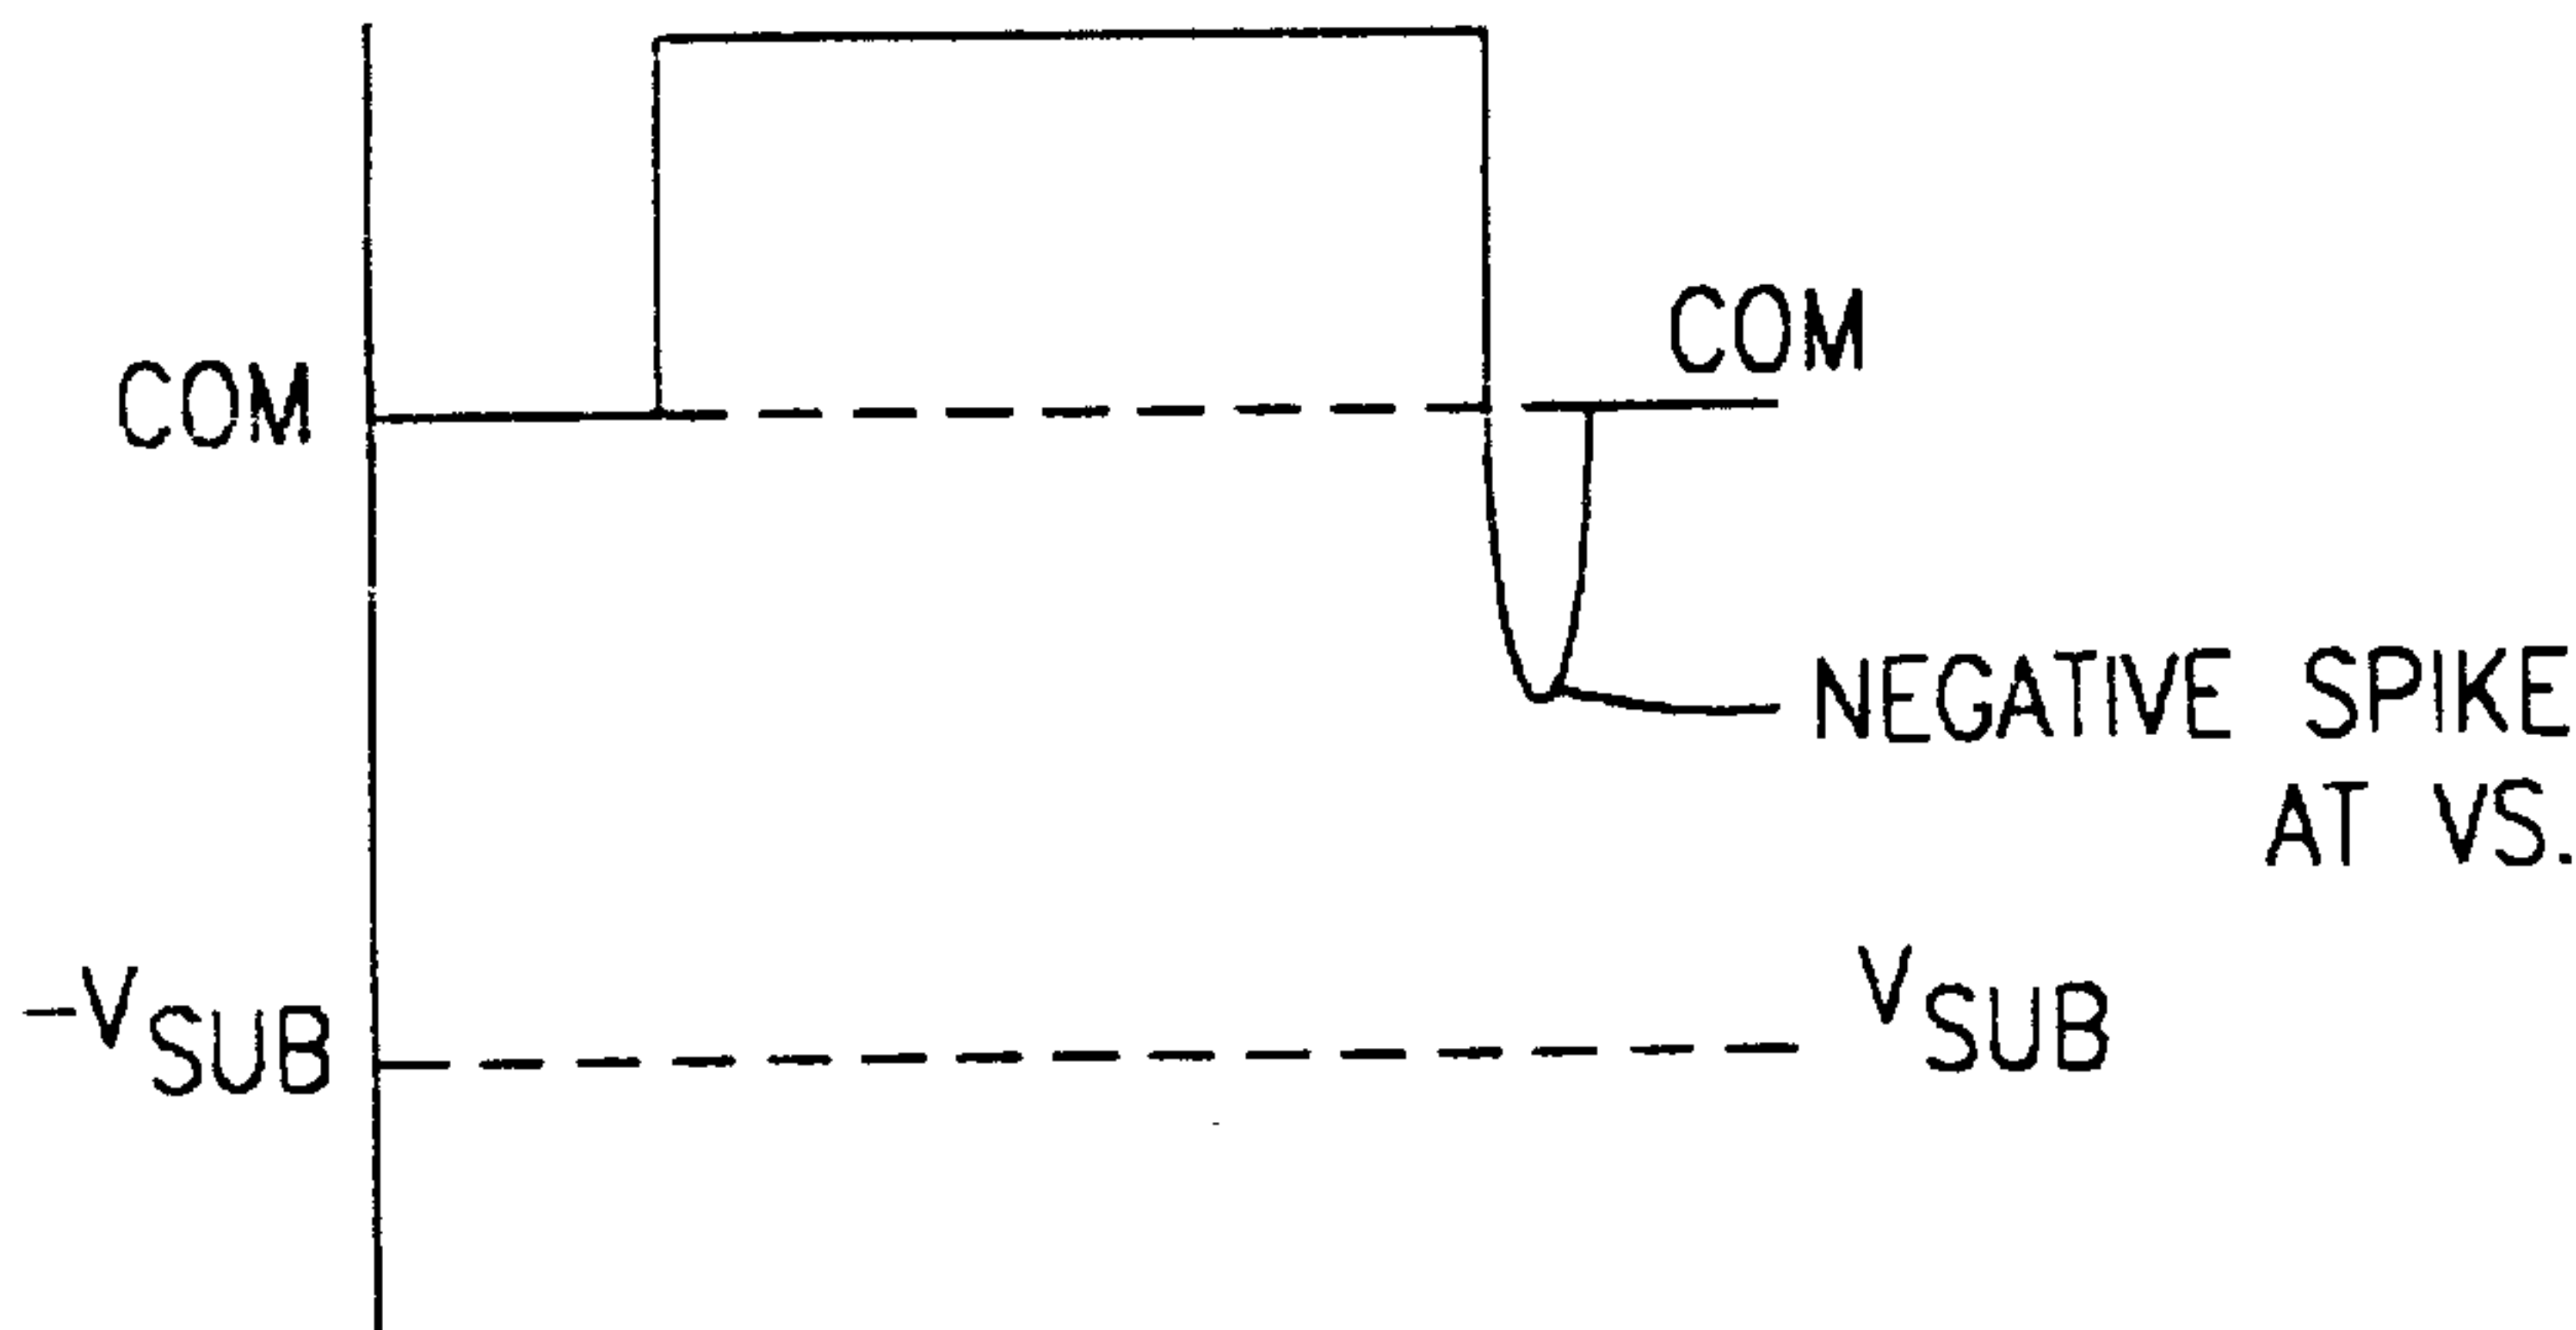 COM
COM
NEGATIVE SPIKE
AT VS.
-VSUB
VSUB